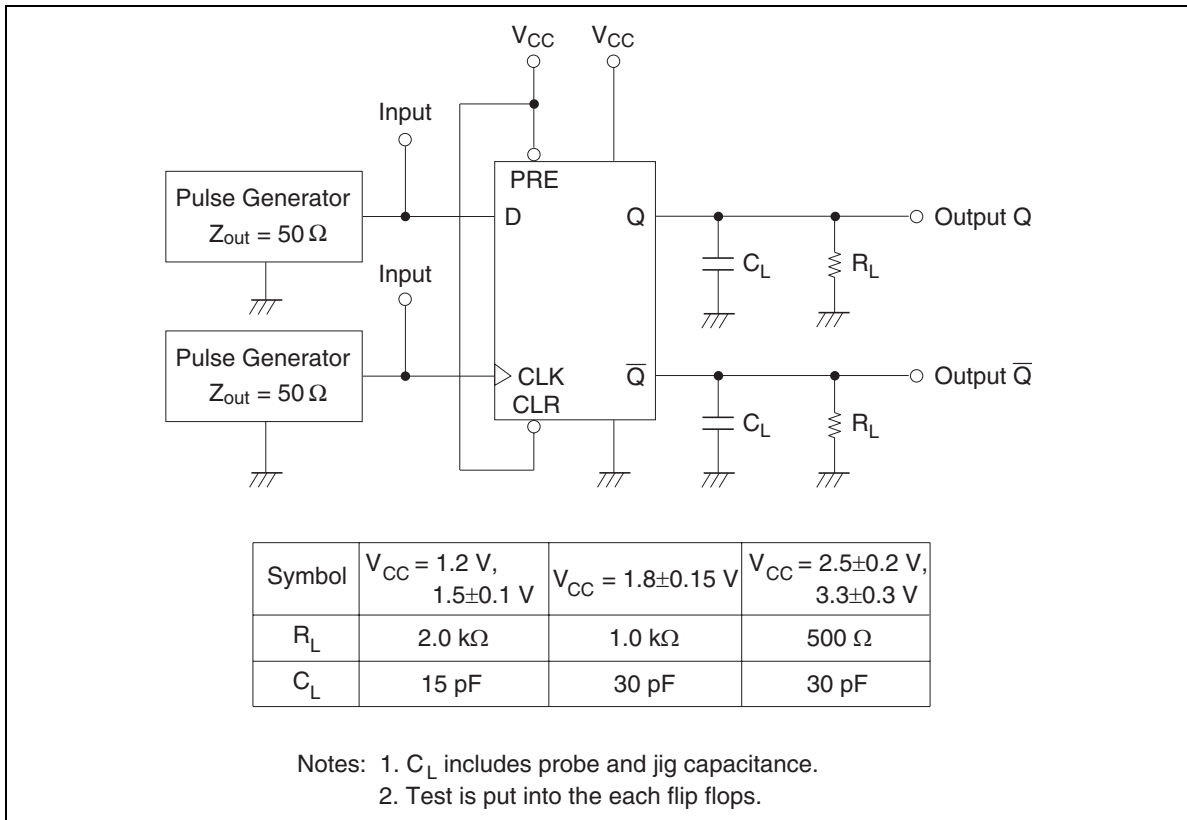 VCC VCC
Input
Pulse Generator
Zout = 50 Ω
PRE
D Q
Output Q
CL RL
Input
Pulse Generator
Zout = 50 Ω
CLK Q̅
CLR
Output Q̅
CL RL
Symbol VCC = 1.2 V, 1.5±0.1 V VCC = 1.8±0.15 V VCC = 2.5±0.2 V, 3.3±0.3 V
RL 2.0 kΩ 1.0 kΩ 500 Ω
CL 15 pF 30 pF 30 pF
Notes: 1. CL includes probe and jig capacitance.
2. Test is put into the each flip flops.